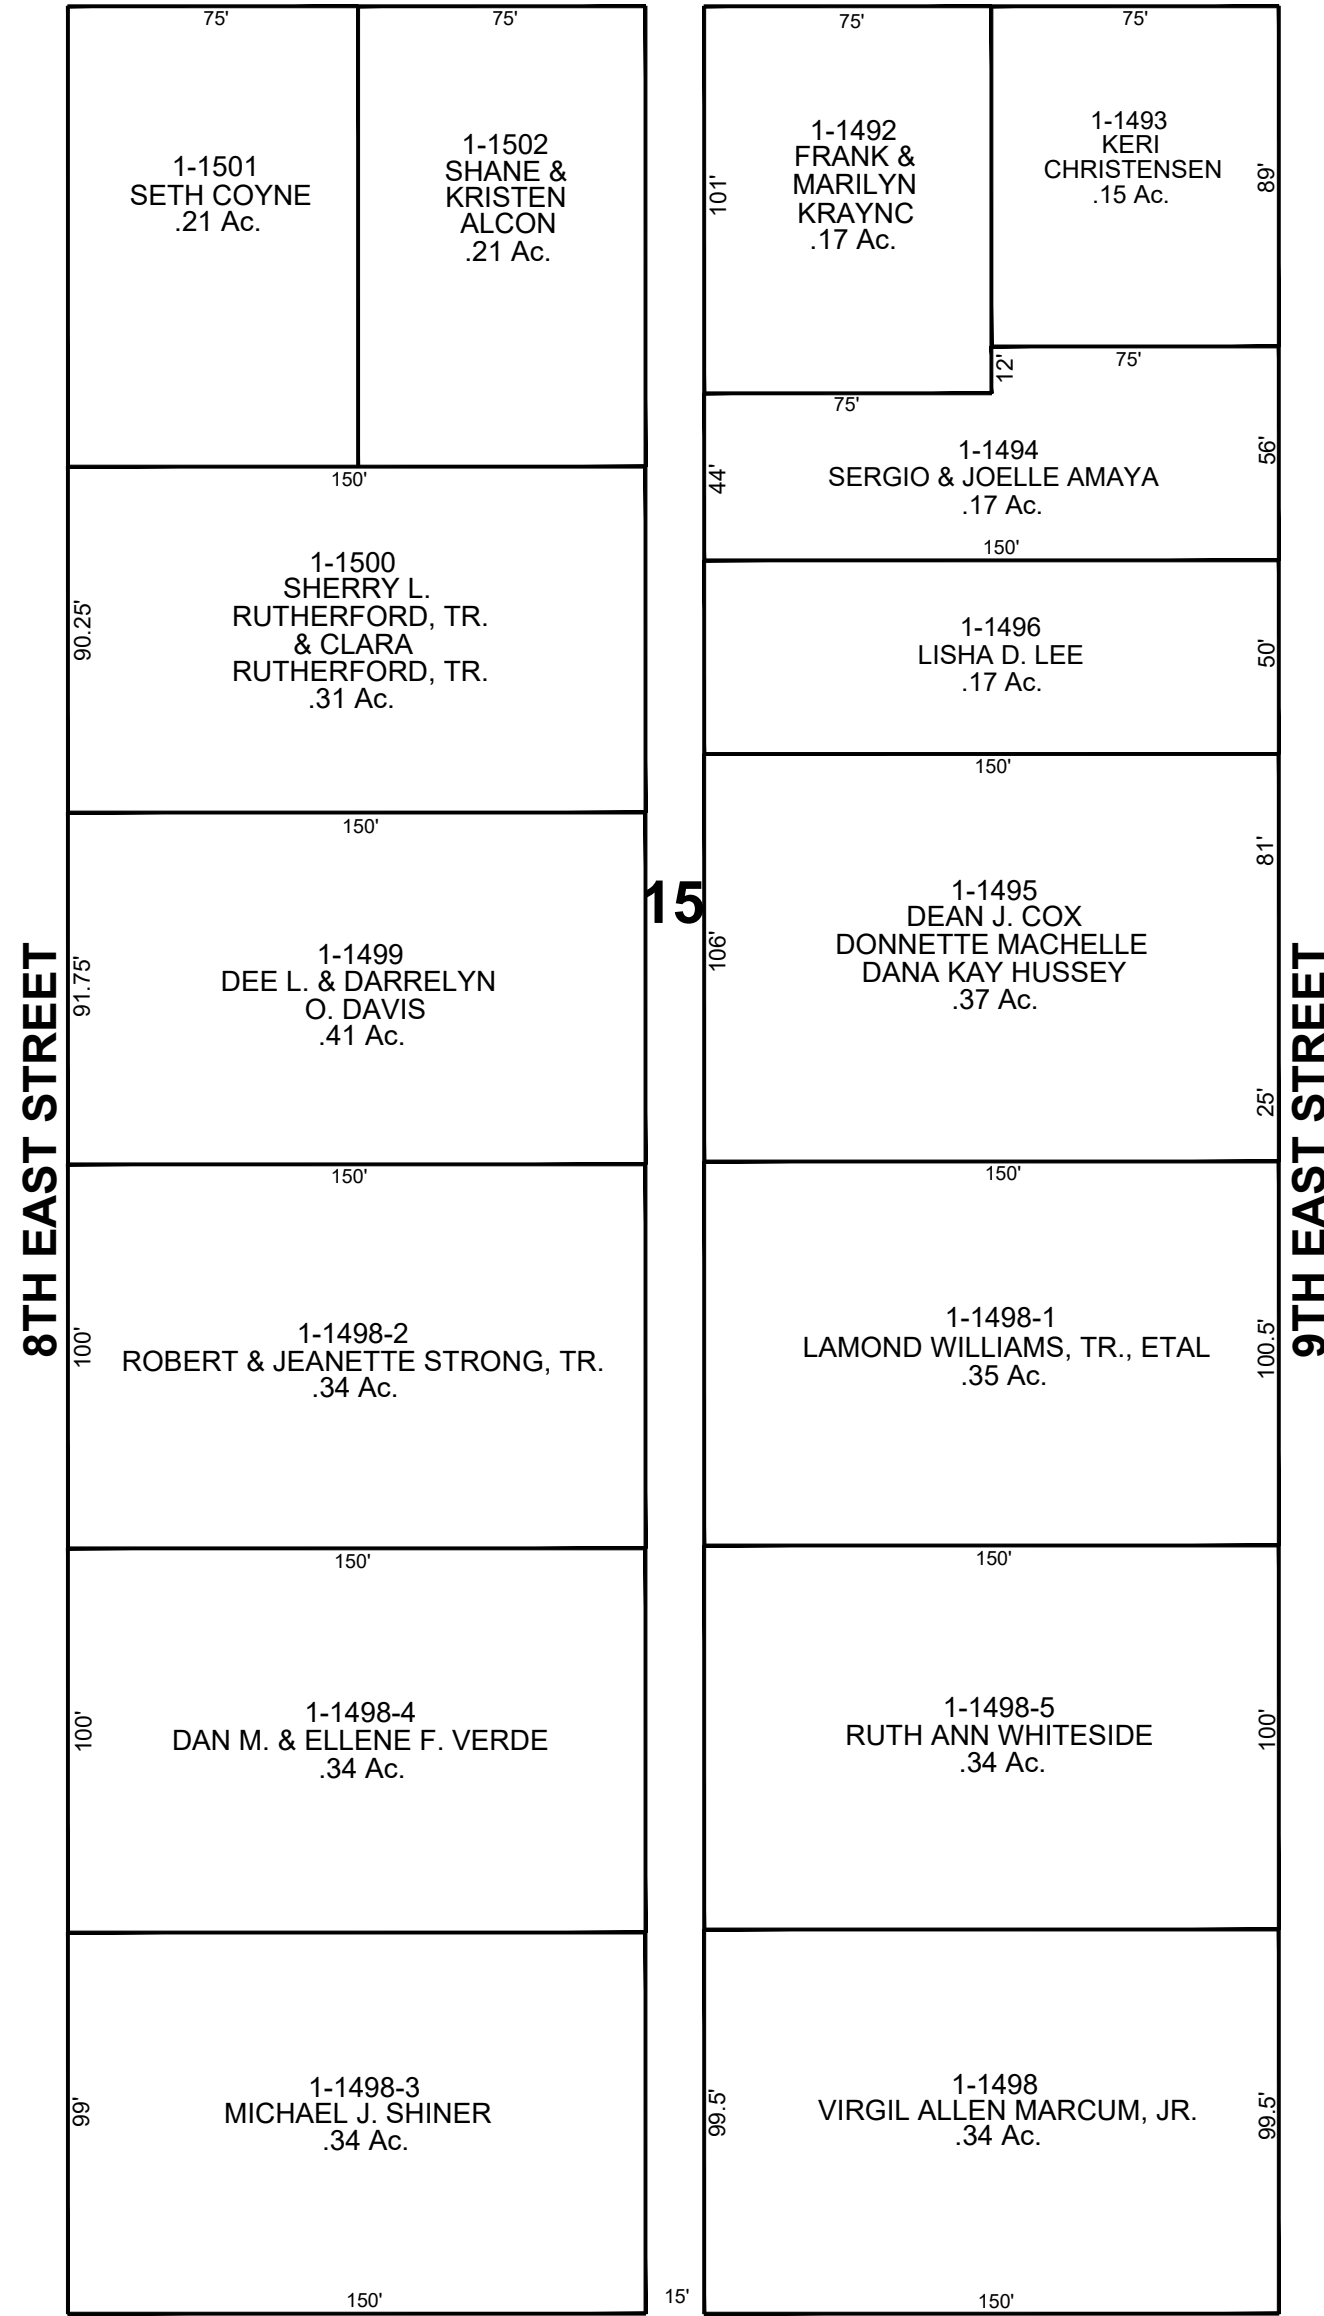 75'
75'
1-1501
SETH COYNE
.21 Ac.
1-1502
SHANE &
KRISTEN
ALCON
.21 Ac.
150'
90.25'
1-1500
SHERRY L.
RUTHERFORD, TR.
& CLARA
RUTHERFORD, TR.
.31 Ac.
150'
91.75'
1-1499
DEE L. & DARRELYN
O. DAVIS
.41 Ac.
8TH EAST STREET
150'
100'
1-1498-2
ROBERT & JEANETTE STRONG, TR.
.34 Ac.
150'
100'
1-1498-4
DAN M. & ELLENE F. VERDE
.34 Ac.
99'
1-1498-3
MICHAEL J. SHINER
.34 Ac.
150'
15
15'
75'
75'
101'
1-1492
FRANK &
MARILYN
KRAYNC
.17 Ac.
1-1493
KERI
CHRISTENSEN
.15 Ac.
89'
12'
75'
75'
44'
1-1494
SERGIO & JOELLE AMAYA
.17 Ac.
56'
150'
1-1496
LISHA D. LEE
.17 Ac.
50'
150'
81'
106'
1-1495
DEAN J. COX
DONNETTE MACHELLE
DANA KAY HUSSEY
.37 Ac.
25'
9TH EAST STREET
150'
1-1498-1
LAMOND WILLIAMS, TR., ETAL
.35 Ac.
100.5'
150'
1-1498-5
RUTH ANN WHITESIDE
.34 Ac.
100'
99.5'
1-1498
VIRGIL ALLEN MARCUM, JR.
.34 Ac.
99.5'
150'